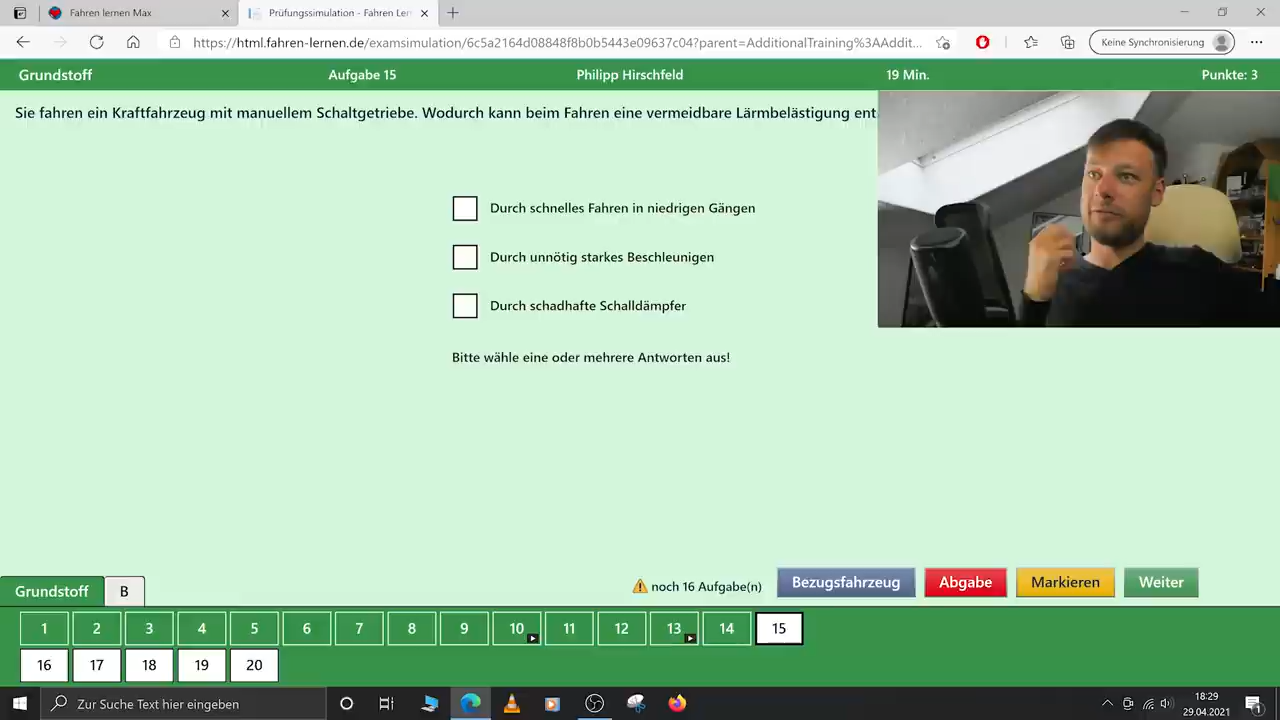 Fahren lernen Max
Prüfungssimulation - Fahren Ler
https://html.fahren-lernen.de/examsimulation/6c5a2164d08848f8b0b5443e09637c04?parent=AdditionalTraining%3AAddit...
Keine Synchronisierung
Grundstoff
Aufgabe 15
Philipp Hirschfeld
19 Min.
Punkte: 3
Sie fahren ein Kraftfahrzeug mit manuellem Schaltgetriebe. Wodurch kann beim Fahren eine vermeidbare Lärmbelästigung ent
Durch schnelles Fahren in niedrigen Gängen
Durch unnötig starkes Beschleunigen
Durch schadhafte Schalldämpfer
Bitte wähle eine oder mehrere Antworten aus!
Grundstoff
B
noch 16 Aufgabe(n)
Bezugsfahrzeug
Abgabe
Markieren
Weiter
1 2 3 4 5 6 7 8 9 10 11 12 13 14 15
16 17 18 19 20
Zur Suche Text hier eingeben
18:29
29.04.2021
1